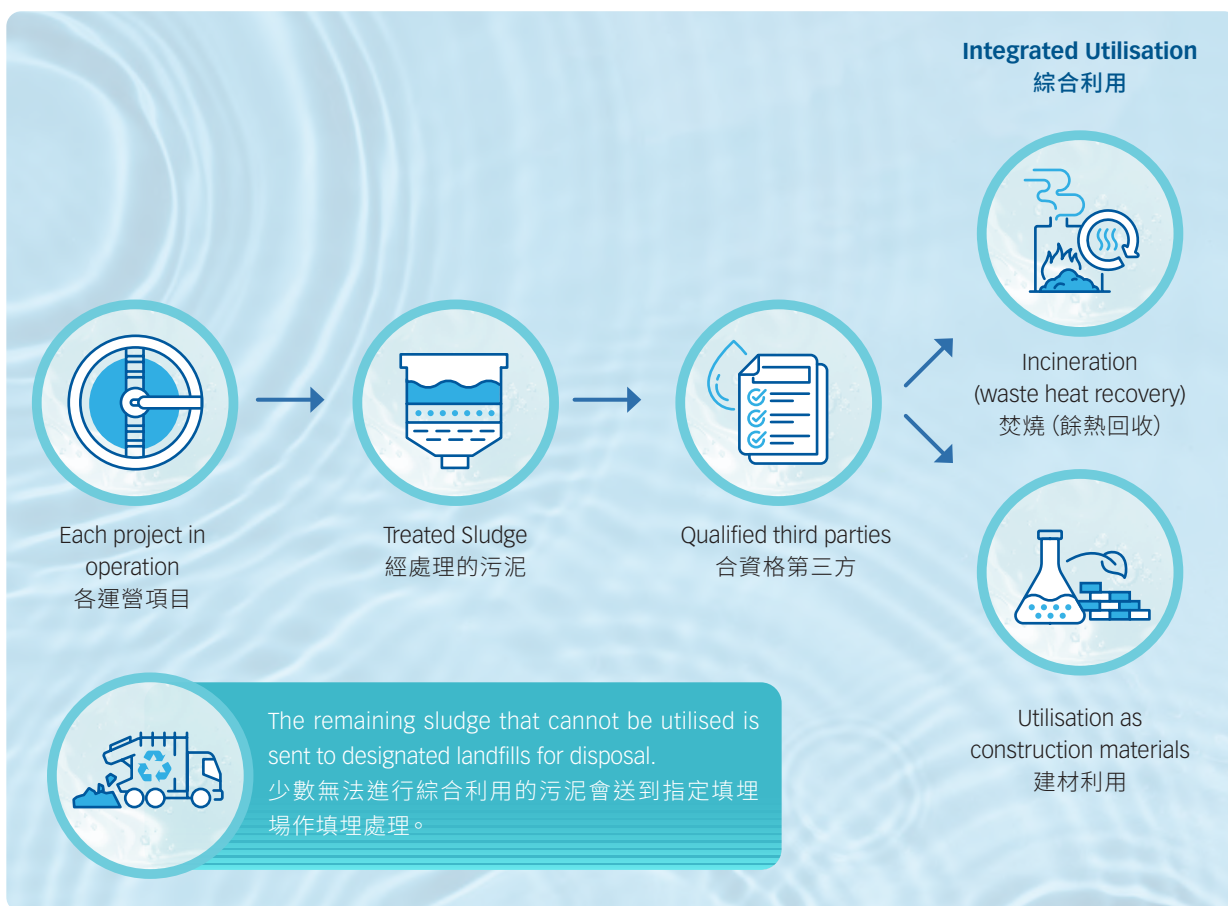 Integrated Utilisation
綜合利用
Incineration
(waste heat recovery)
焚燒（餘熱回收）
Each project in
operation
各運營項目
Treated Sludge
經處理的污泥
Qualified third parties
合資格第三方
Utilisation as
construction materials
建材利用
The remaining sludge that cannot be utilised is
sent to designated landfills for disposal.
少數無法進行綜合利用的污泥會送到指定填埋
場作填埋處理。